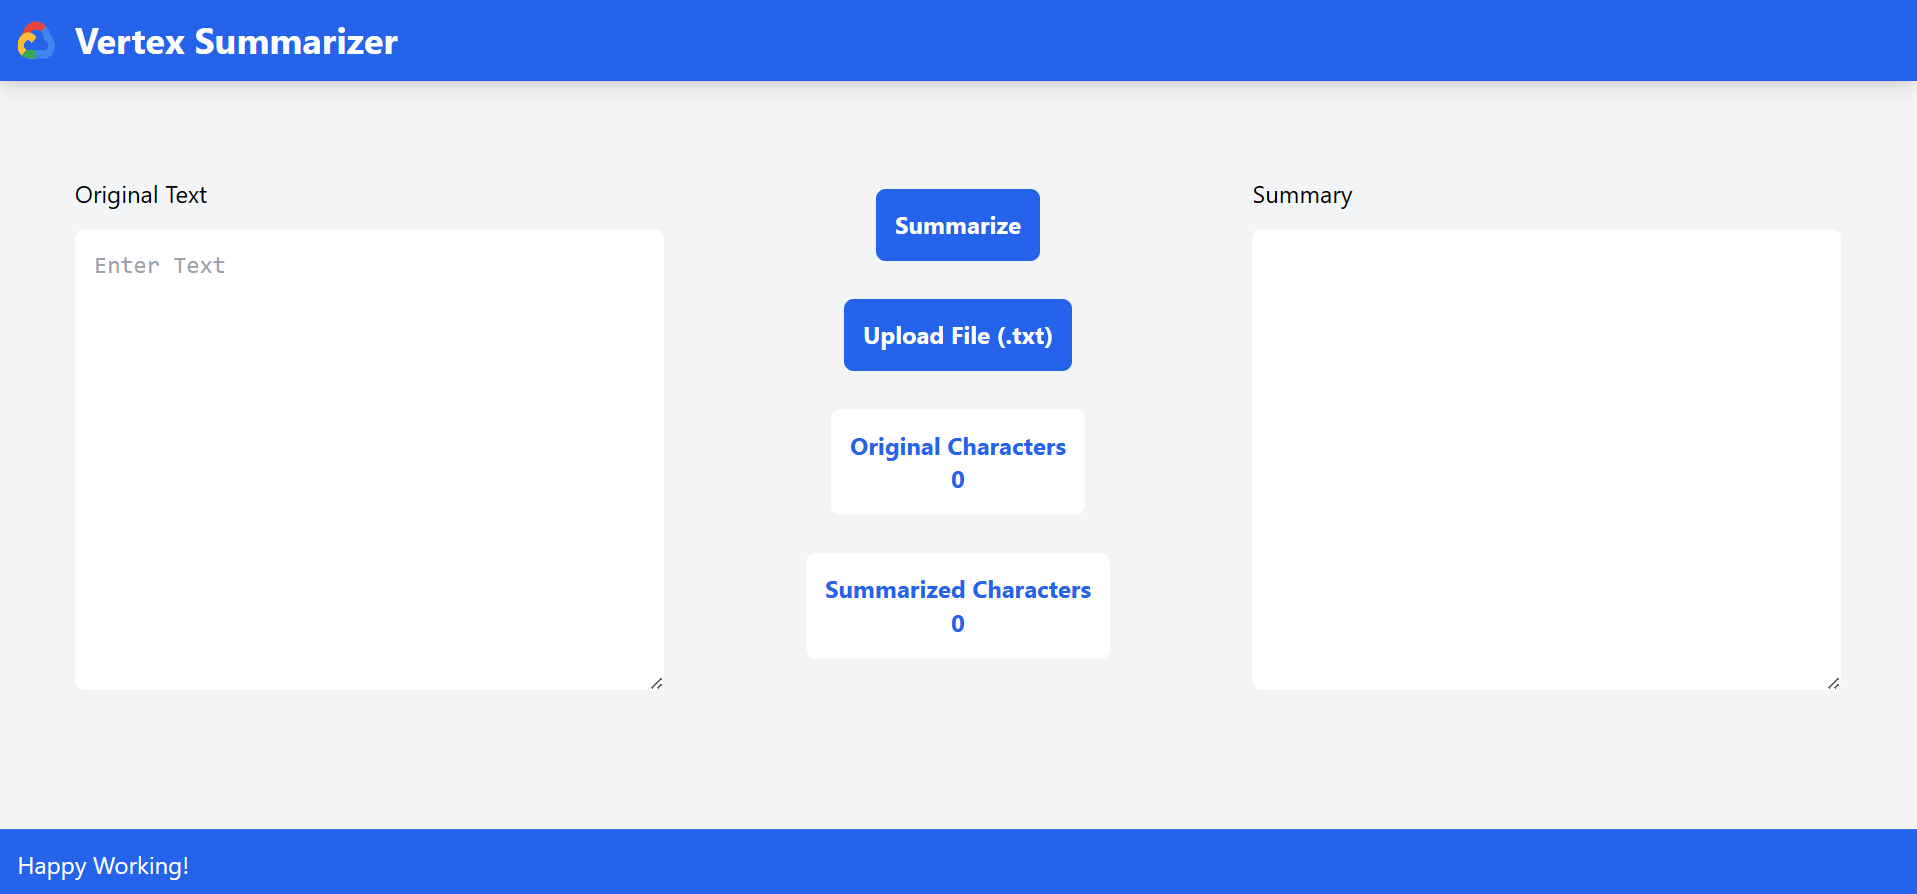 Vertex Summarizer
Original Text
Enter Text
Summarize
Upload File (.txt)
Original Characters
0
Summarized Characters
0
Summary
Happy Working!